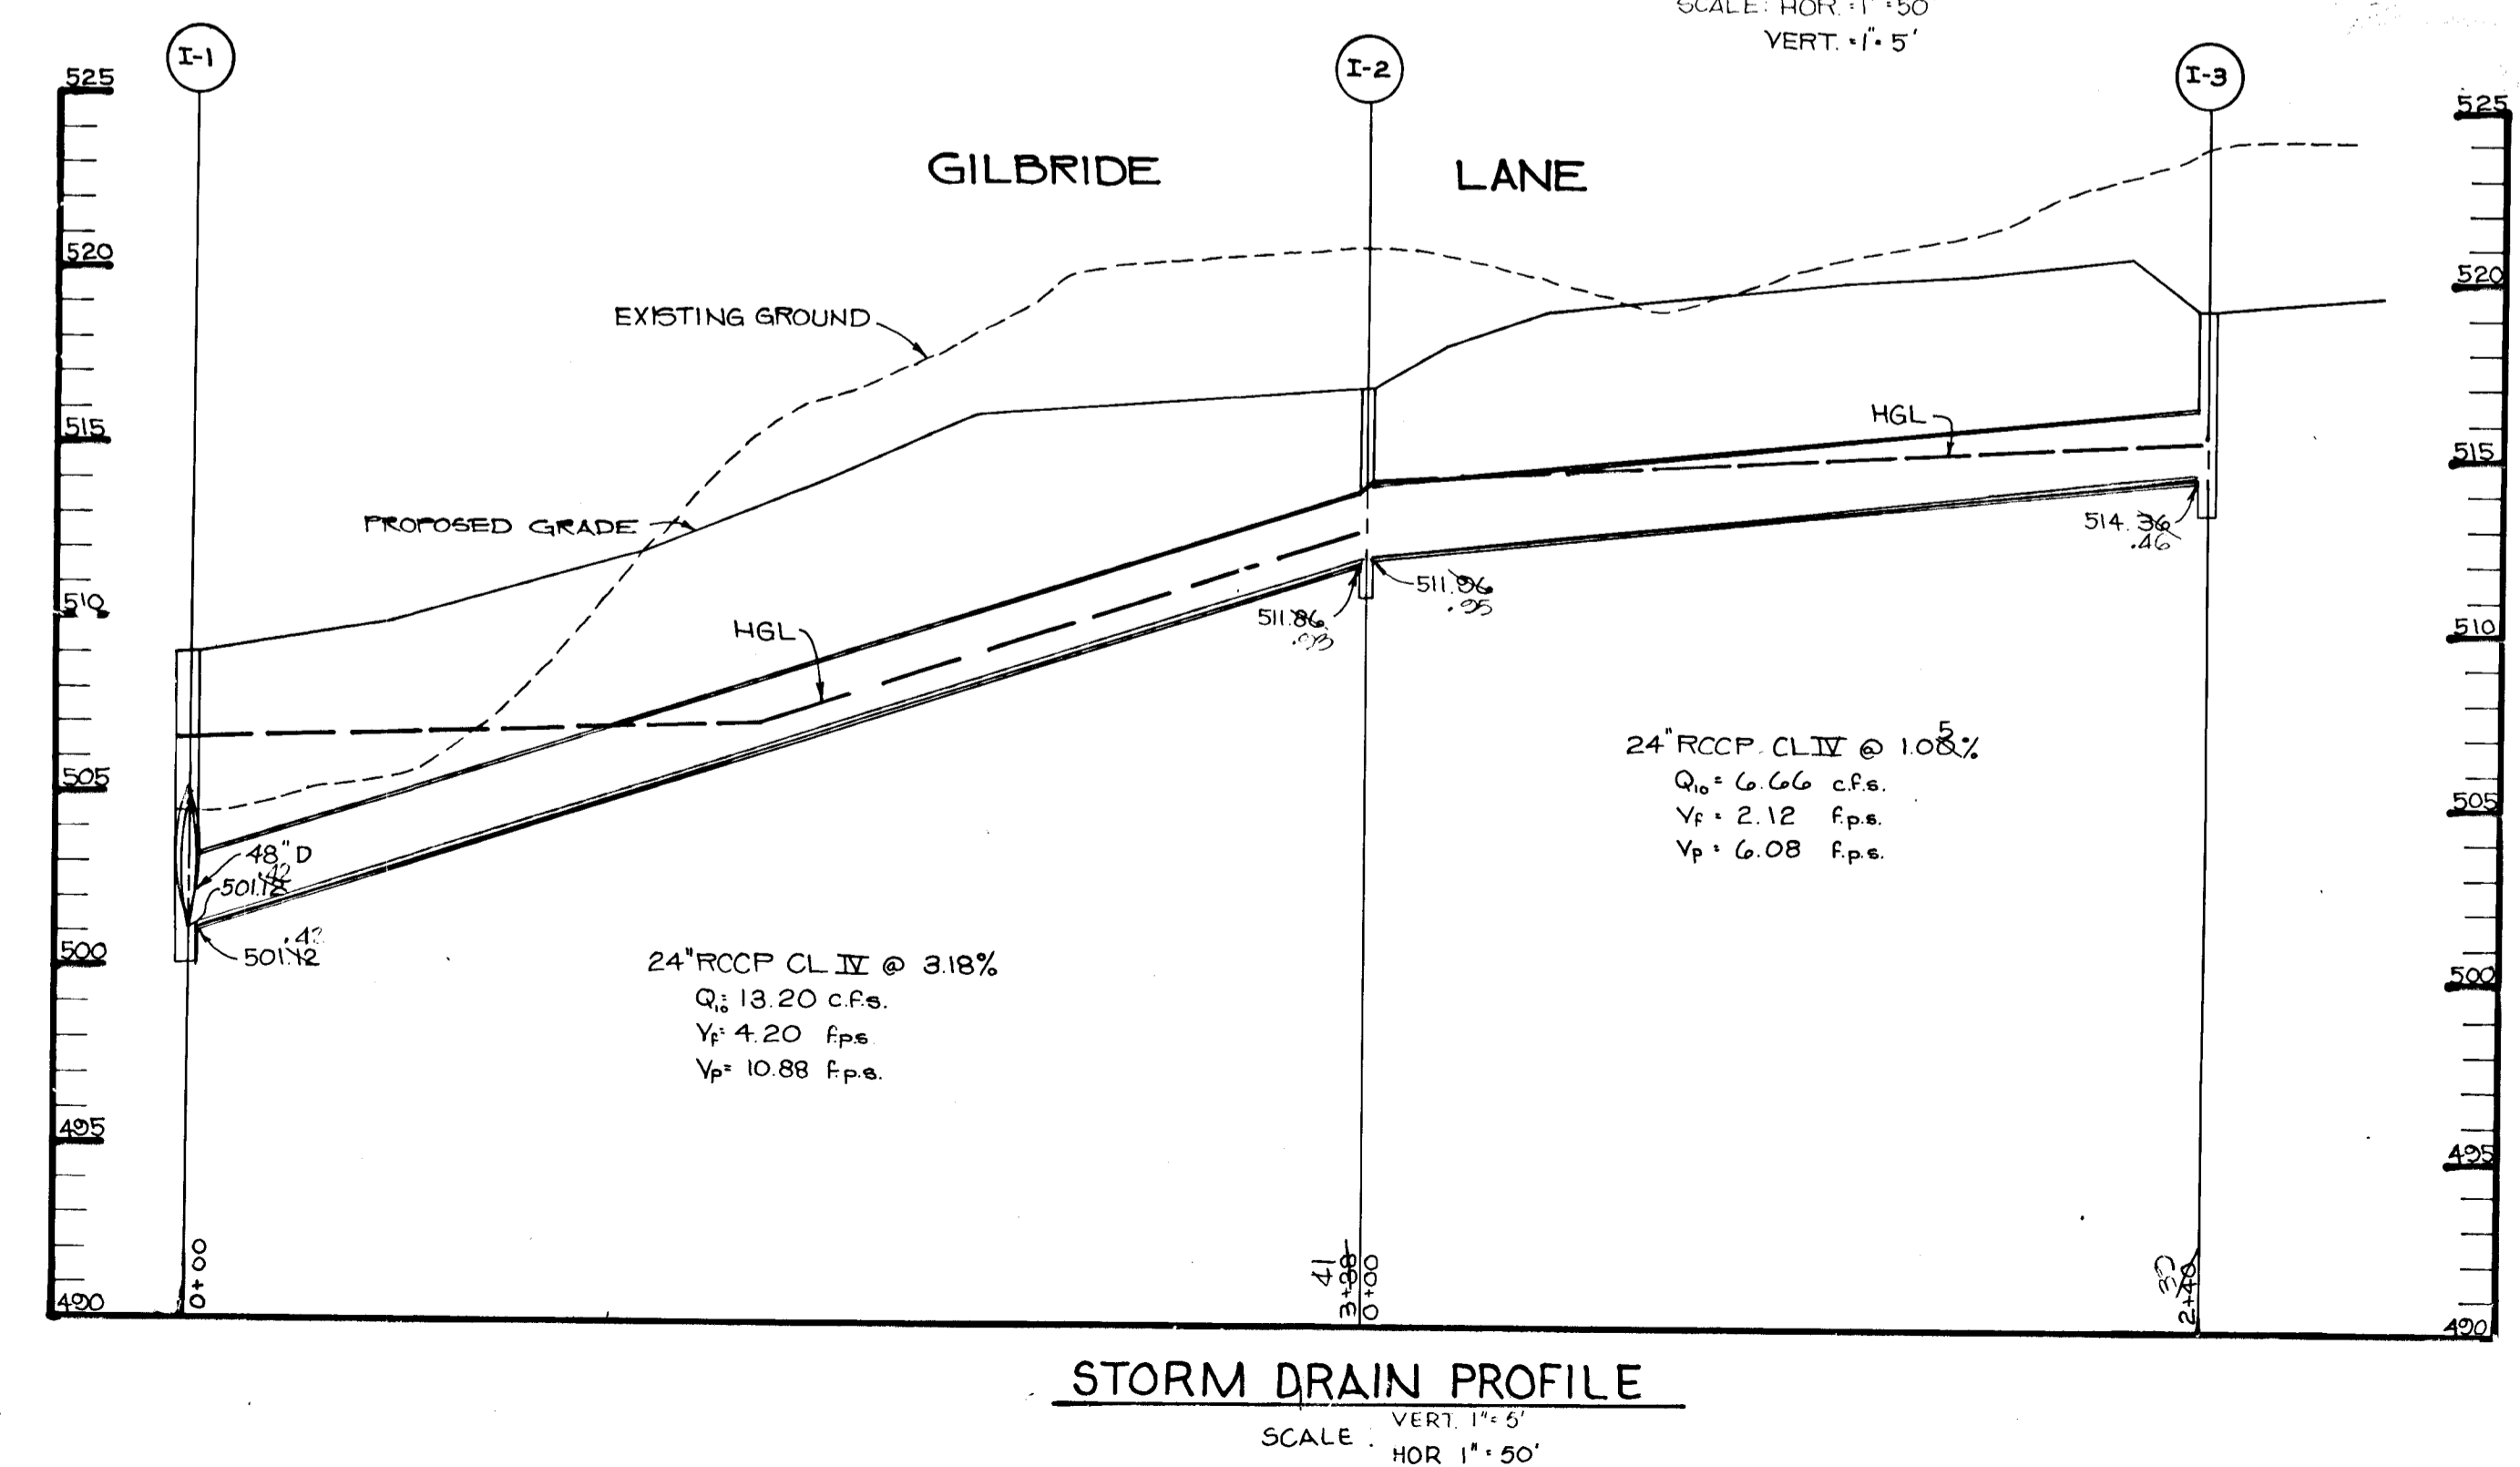 SCALE: HOR. = 1" = 50'
VERT. = 1" = 5'
I-1
I-2
I-3
525
525
GILBRIDE LANE
520
520
EXISTING GROUND
515
HGL
515
PROPOSED GRADE
514.36
.46
510
511.96
.95
511.86
.93
HGL
510
505
24" RCCP. CL IV @ 1.08%
5
Q10 = 6.66 c.f.s.
Vf = 2.12 f.p.s.
Vp = 6.08 f.p.s.
505
48" D
.42
501.12
.42
501.12
500
500
24" RCCP CL IV @ 3.18%
Q10 = 13.20 c.f.s.
Vf = 4.20 f.p.s.
Vp = 10.88 f.p.s.
495
495
0+00
41
3+38
0+00
2+40
490
490
STORM DRAIN PROFILE
SCALE: VERT. 1" = 5'
HOR 1" = 50'